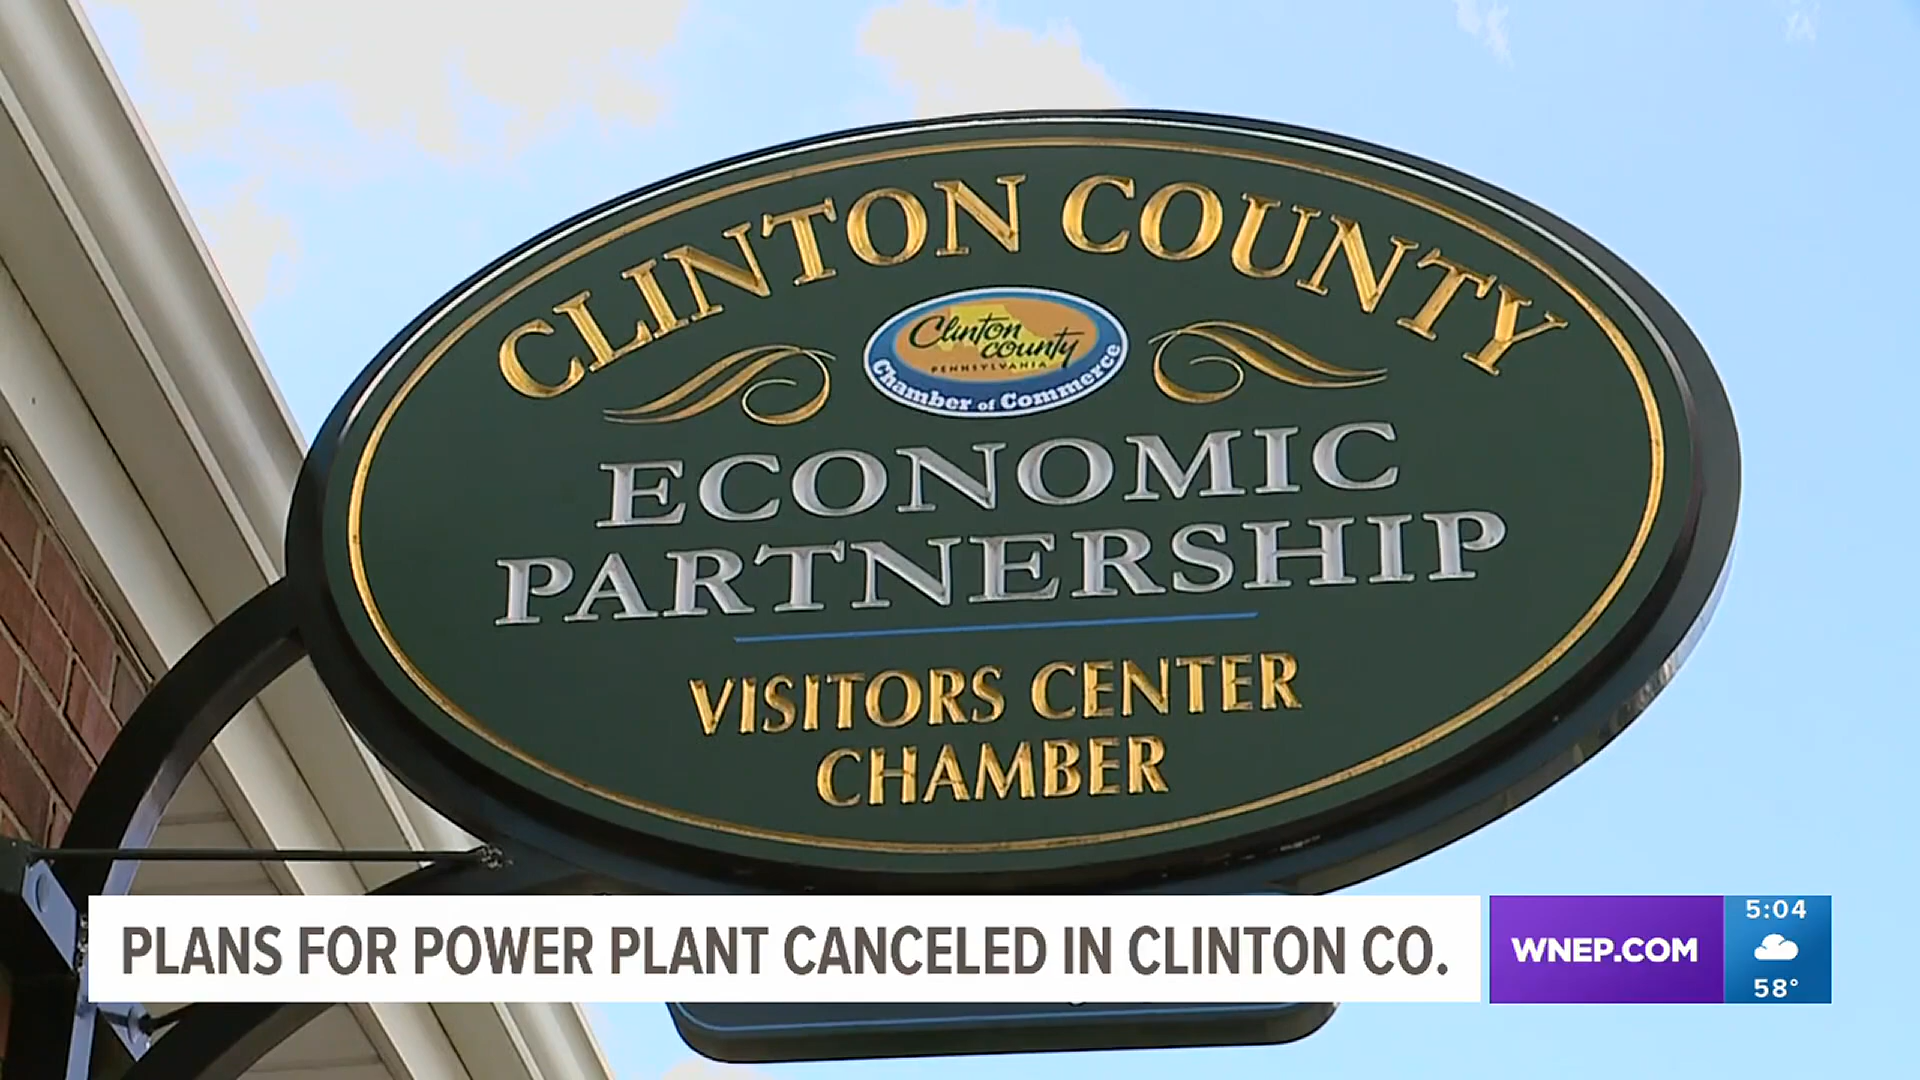 CLINTON COUNTY
Clinton
county
PENNSYLVANIA
Chamber of Commerce
ECONOMIC
PARTNERSHIP
VISITORS CENTER
CHAMBER
PLANS FOR POWER PLANT CANCELED IN CLINTON CO.
WNEP.COM
5:04
58°